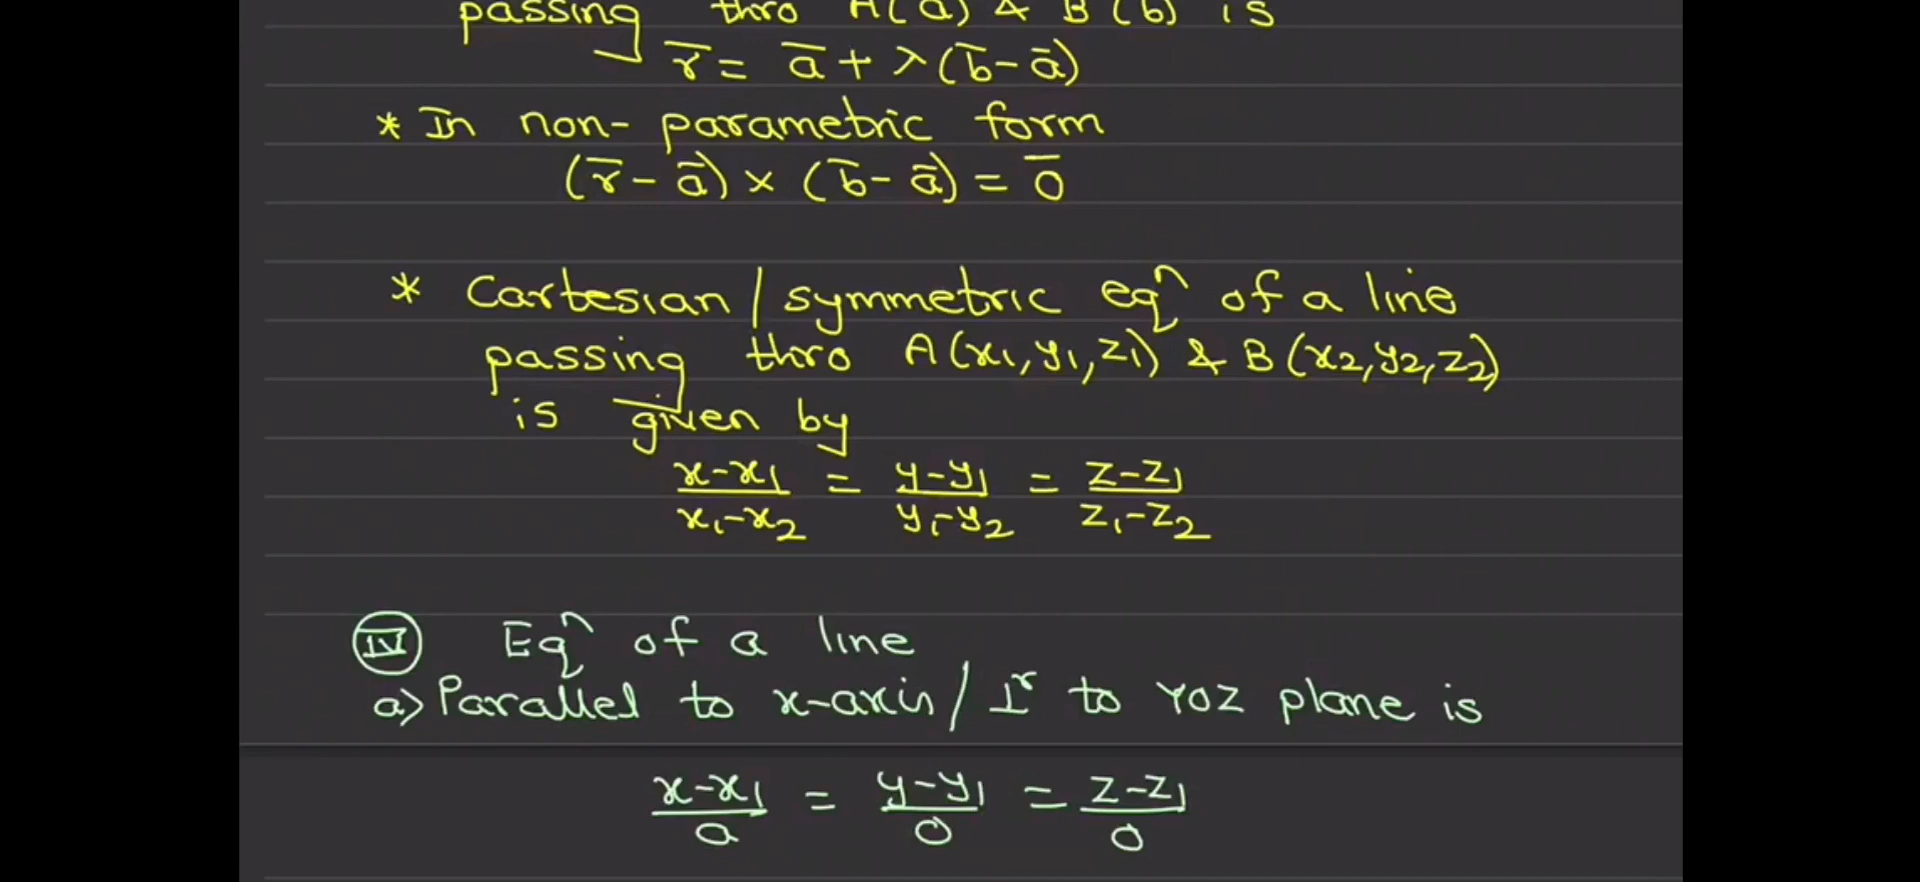 passing thro A(a̅) & B(b̅) is
r̅ = a̅ + λ(b̅-a̅)
* In non-parametric form
(r̅ - a̅) × (b̅ - a̅) = 0̅
* Cartesian / symmetric eqⁿ of a line
passing thro A(x₁, y₁, z₁) & B(x₂, y₂, z₂)
is given by
x-x₁/x₁-x₂ = y-y₁/y₁-y₂ = z-z₁/z₁-z₂
IV Eqⁿ of a line
a) Parallel to x-axis / ⊥ʳ to YOZ plane is
x-x₁/a = y-y₁/0 = z-z₁/0